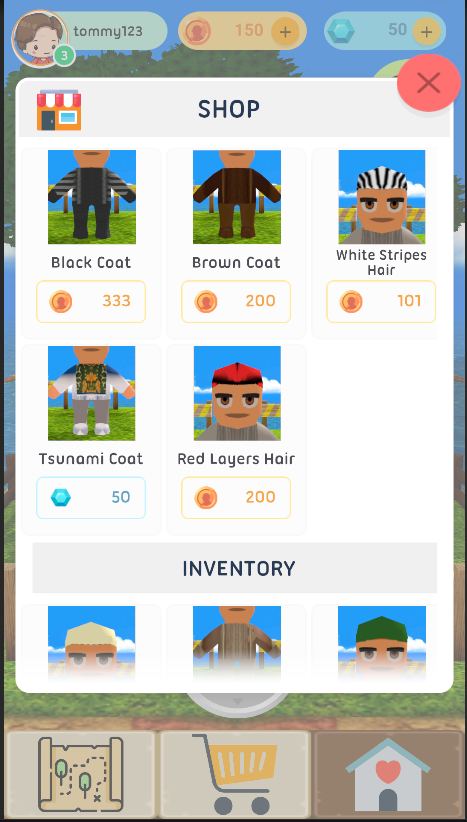 tommy123
150 +
50 +
3
SHOP
Black Coat
Brown Coat
White Stripes
Hair
333
200
101
Tsunami Coat
Red Layers Hair
50
200
INVENTORY